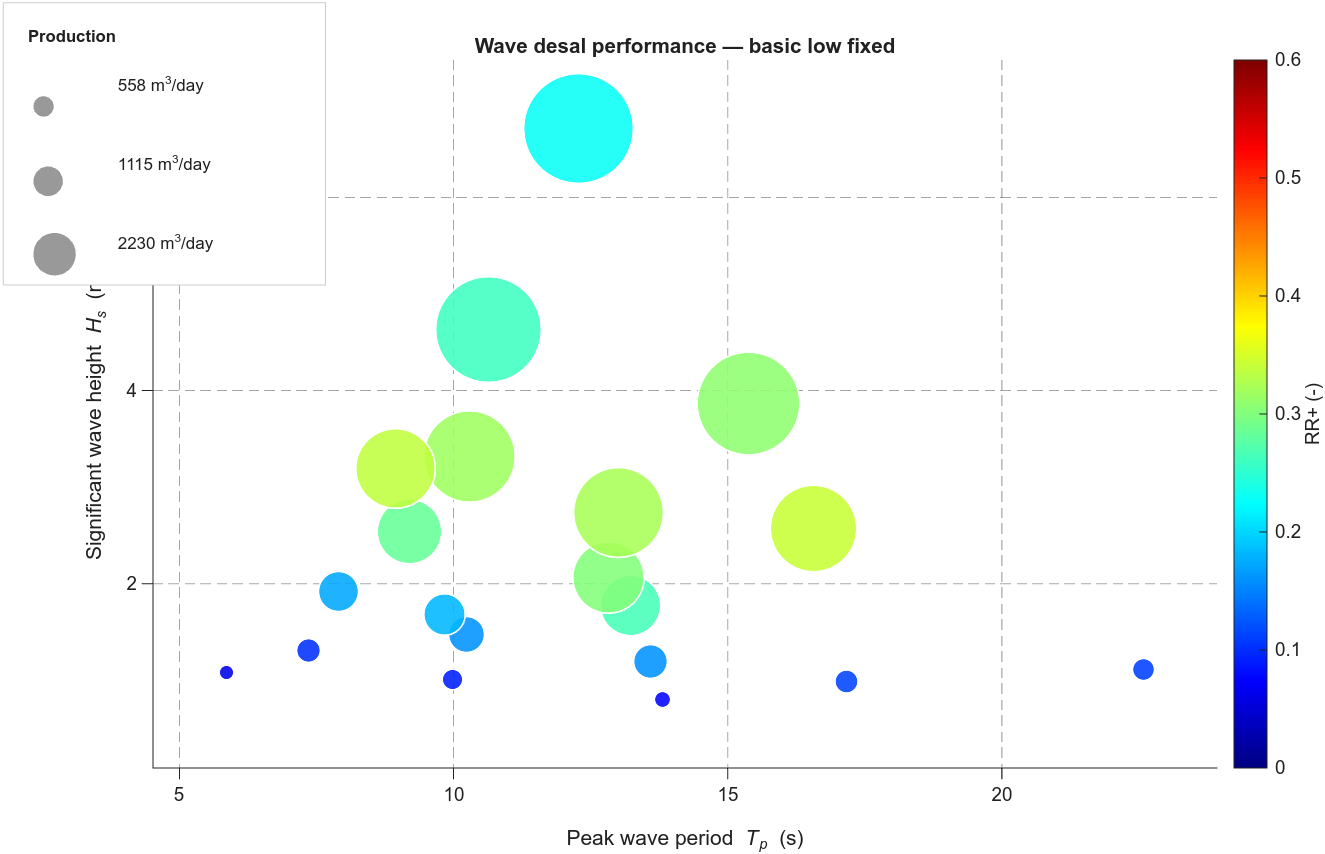 Production
558 m³/day
1115 m³/day
2230 m³/day
Wave desal performance — basic low fixed
Significant wave height H_s
4
2
5
10
15
20
Peak wave period T_p (s)
0.6
0.5
0.4
0.3
0.2
0.1
0
RR+ (-)